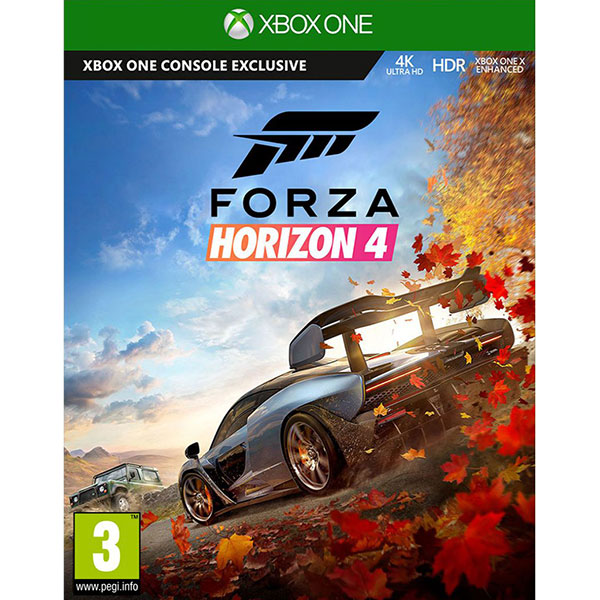 XBOX ONE
XBOX ONE CONSOLE EXCLUSIVE
4K
ULTRA HD
HDR
XBOX ONE X
ENHANCED
FORZA
HORIZON 4
3
www.pegi.info